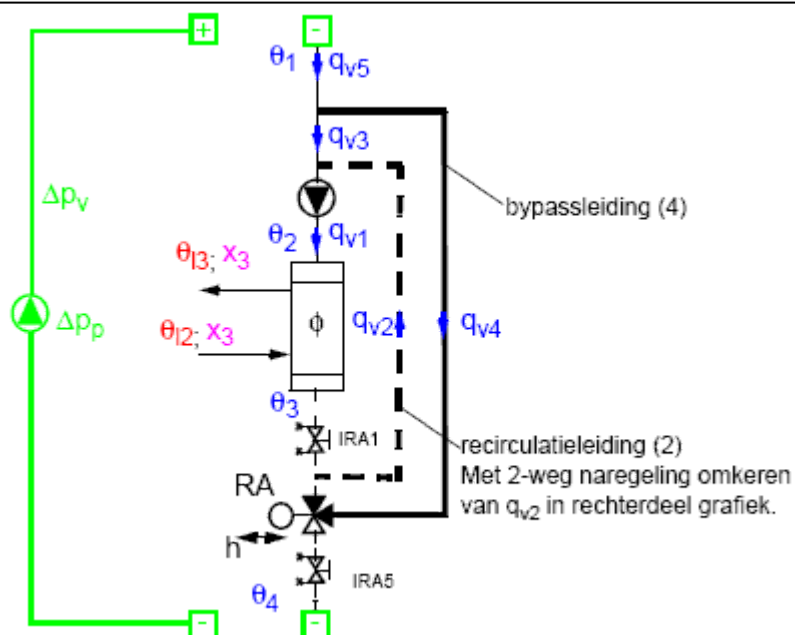 +
-
θ1
qv5
qv3
Δpv
bypassleiding (4)
θ2
qv1
θl3; x3
ϕ
qv2
qv4
Δpp
θl2; x3
θ3
IRA1
recirculatieleiding (2)
Met 2-weg naregeling omkeren
van qv2 in rechterdeel grafiek.
RA
h
IRA5
θ4
-
-